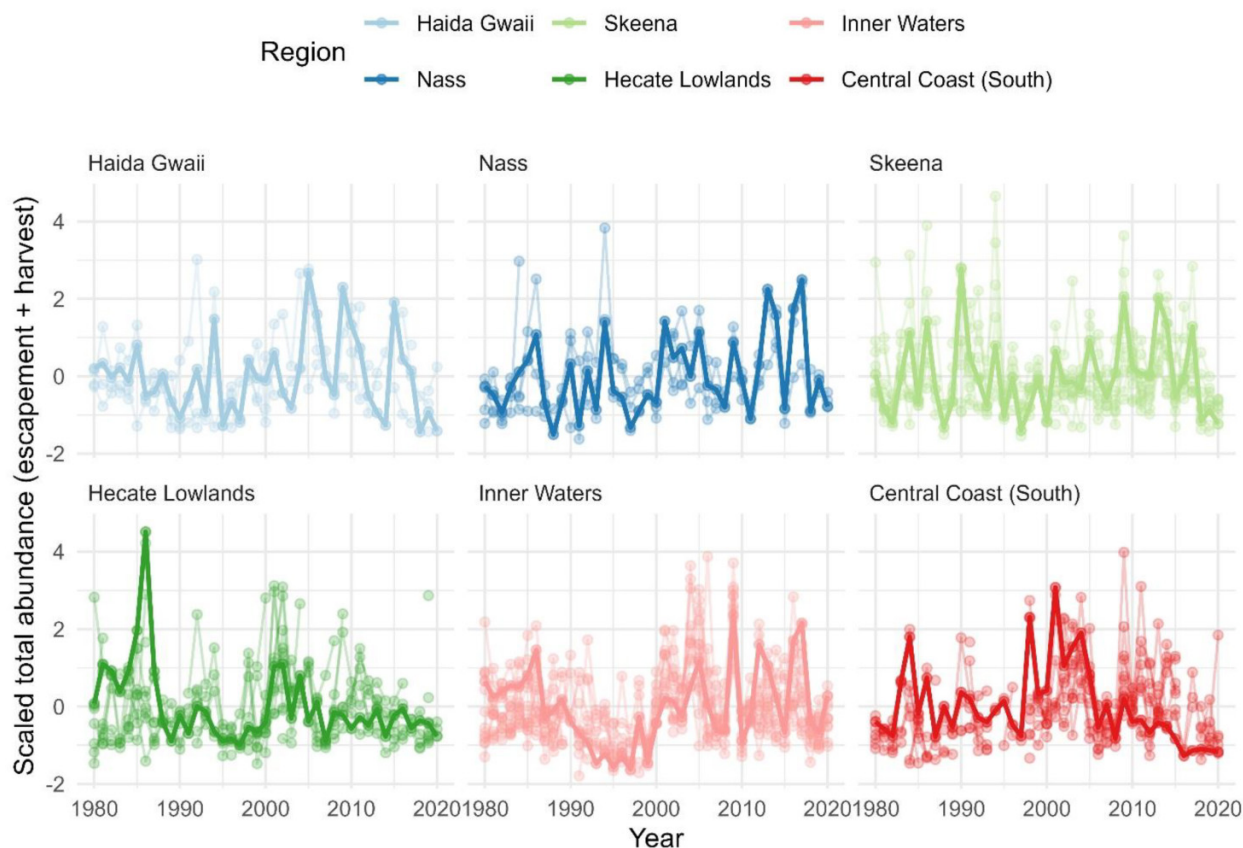 Region
Haida Gwaii
Skeena
Inner Waters
Nass
Hecate Lowlands
Central Coast (South)
Scaled total abundance (escapement + harvest)
Haida Gwaii
Nass
Skeena
4
2
0
-2
Hecate Lowlands
Inner Waters
Central Coast (South)
4
2
0
-2
1980 1990 2000 2010 2020
1980 1990 2000 2010 2020
1980 1990 2000 2010 2020
Year